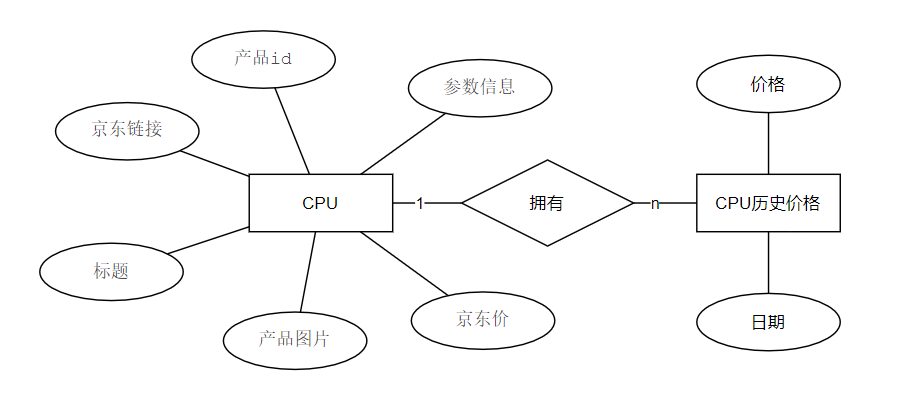 产品id
参数信息
价格
京东链接
CPU
1
拥有
n
CPU历史价格
标题
产品图片
京东价
日期